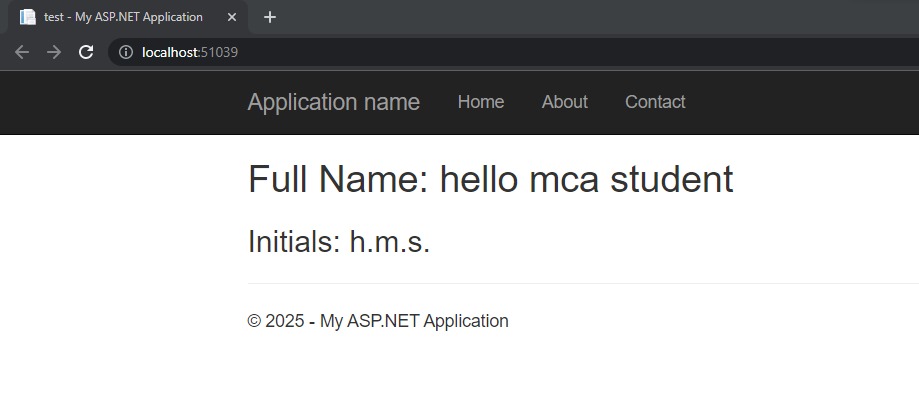 test - My ASP.NET Application
localhost:51039
Application name Home About Contact
Full Name: hello mca student
Initials: h.m.s.
© 2025 - My ASP.NET Application